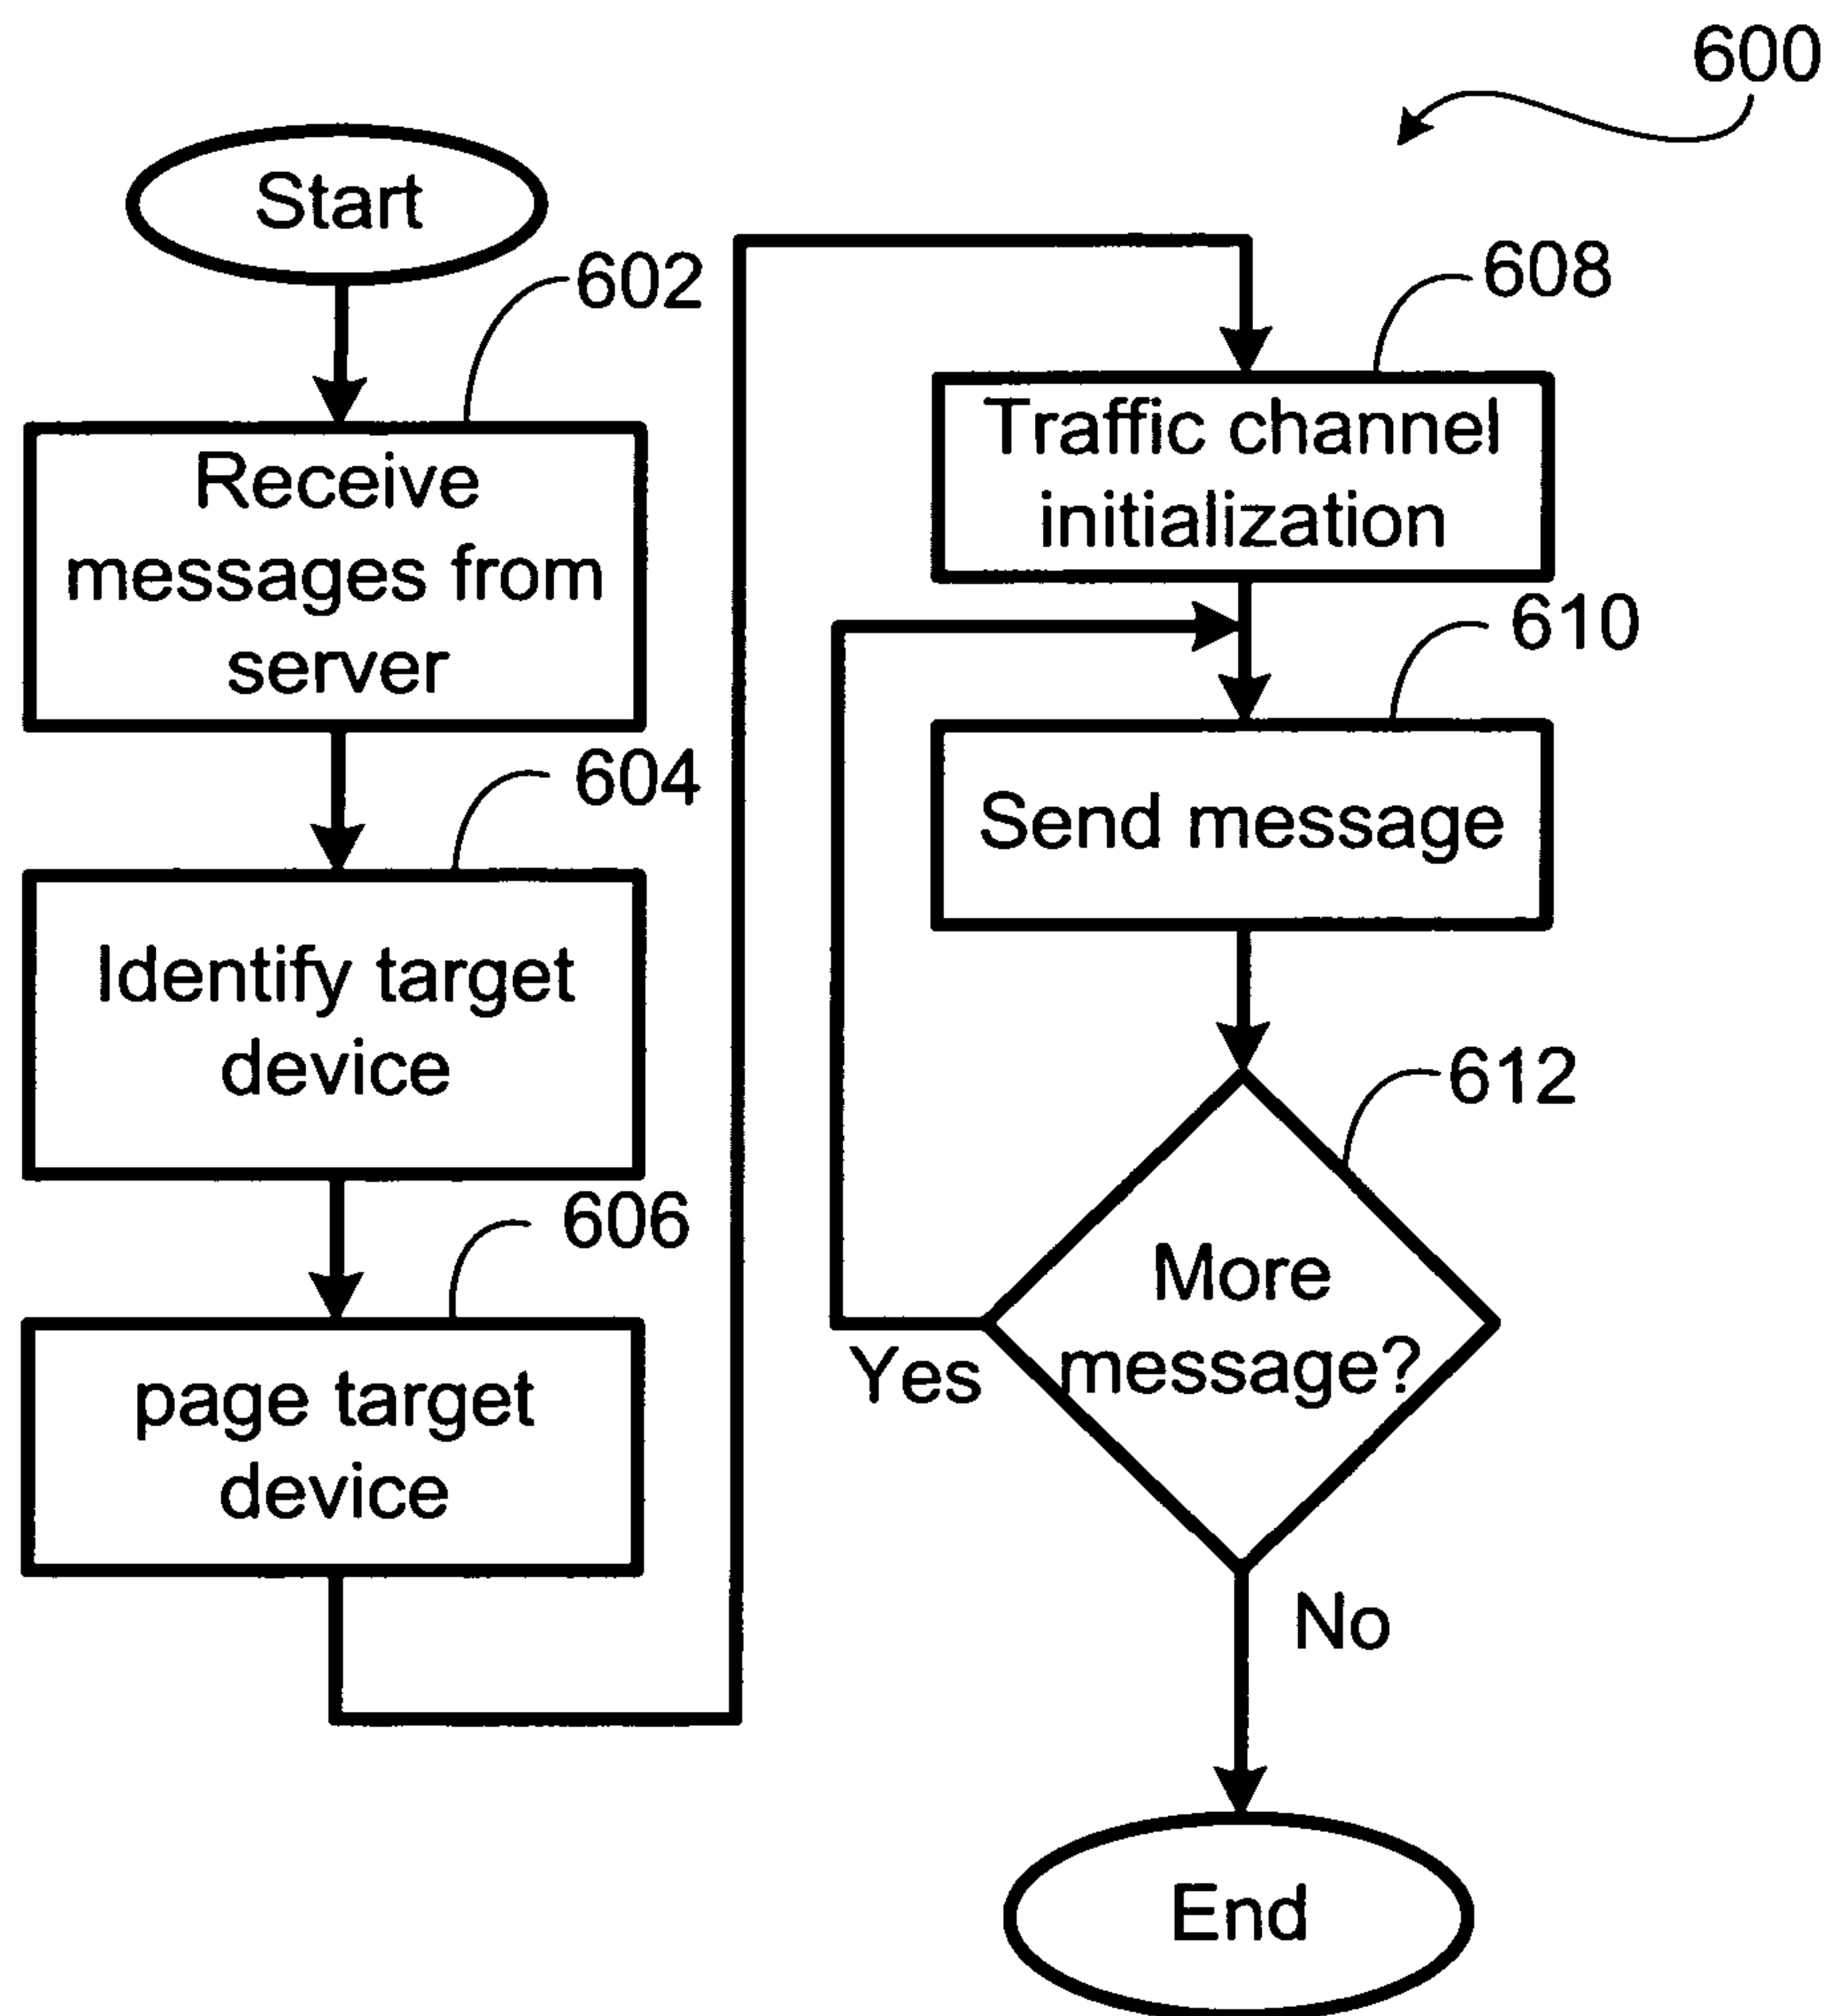 600
Start
602
Receive
messages from
server
604
Identify target
device
606
page target
device
608
Traffic channel
initialization
610
Send message
612
More
message?
Yes
No
End